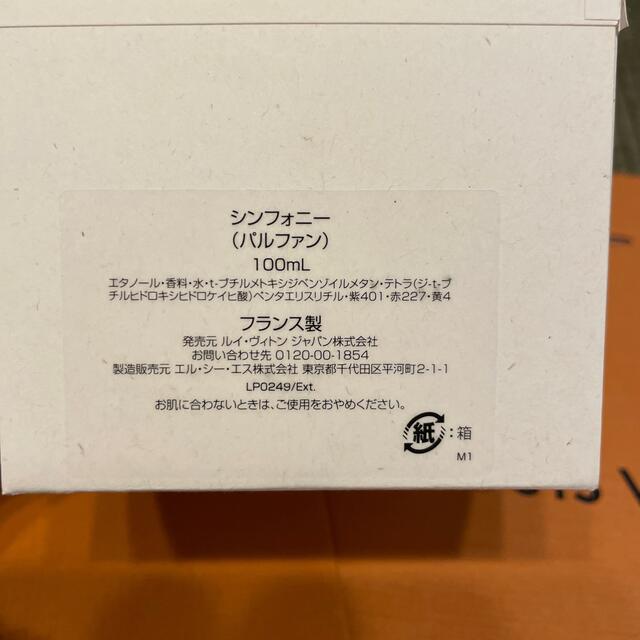 シンフォニー
(パルファン)
100mL
エタノール・香料・水・t-ブチルメトキシジベンゾイルメタン・テトラ(ジ-t-ブ
チルヒドロキシヒドロケイヒ酸)ペンタエリスリチル・紫401・赤227・黄4
フランス製
発売元 ルイ・ヴィトン ジャパン株式会社
お問い合わせ先 0120-00-1854
製造販売元 エル・シー・エス株式会社 東京都千代田区平河町2-1-1
LP0249/Ext.
お肌に合わないときは、ご使用をおやめください。
紙:箱
M1